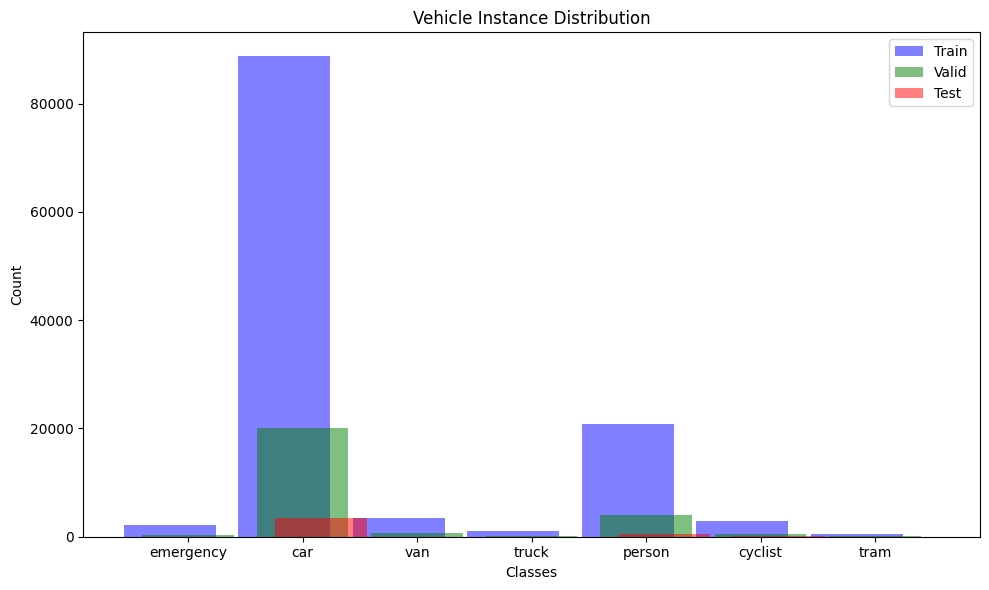 Vehicle Instance Distribution
Train
Valid
Test
80000
60000
40000
20000
0
Count
emergency car van truck person cyclist tram
Classes